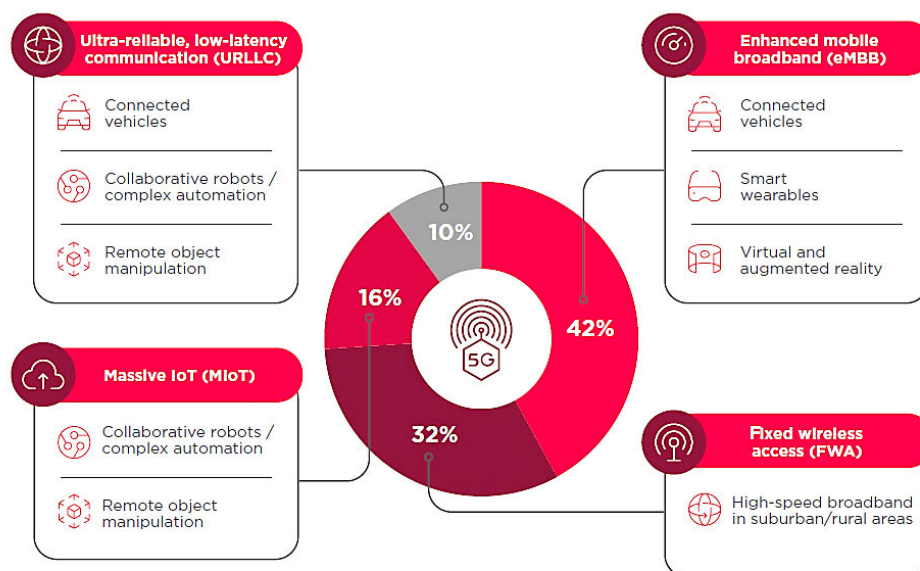 Ultra-reliable, low-latency
communication (URLLC)
Connected
vehicles
Collaborative robots /
complex automation
Remote object
manipulation
Enhanced mobile
broadband (eMBB)
Connected
vehicles
Smart
wearables
Virtual and
augmented reality
10%
16%
42%
32%
5G
Massive IoT (MIoT)
Collaborative robots /
complex automation
Remote object
manipulation
Fixed wireless
access (FWA)
High-speed broadband
in suburban/rural areas